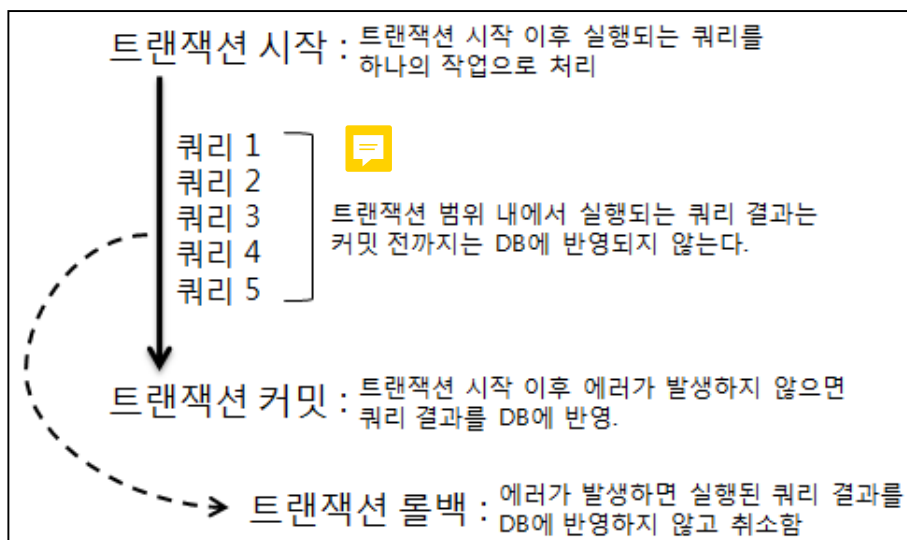 트랜잭션 시작 : 트랜잭션 시작 이후 실행되는 쿼리를
하나의 작업으로 처리
쿼리 1
쿼리 2
쿼리 3
쿼리 4
쿼리 5
트랜잭션 범위 내에서 실행되는 쿼리 결과는
커밋 전까지는 DB에 반영되지 않는다.
트랜잭션 커밋 : 트랜잭션 시작 이후 에러가 발생하지 않으면
쿼리 결과를 DB에 반영.
트랜잭션 롤백 : 에러가 발생하면 실행된 쿼리 결과를
DB에 반영하지 않고 취소함